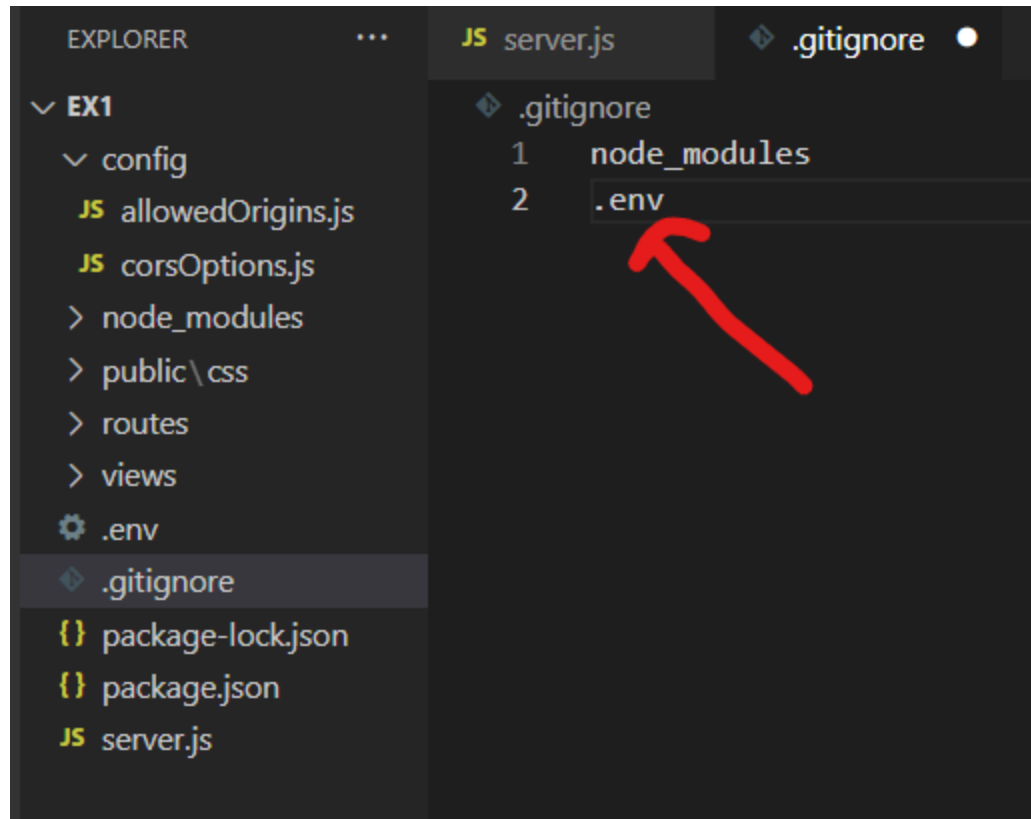 EXPLORER ...
EX1
config
JS allowedOrigins.js
JS corsOptions.js
node_modules
public\css
routes
views
.env
.gitignore
{} package-lock.json
{} package.json
JS server.js
JS server.js .gitignore
.gitignore
1 node_modules
2 .env